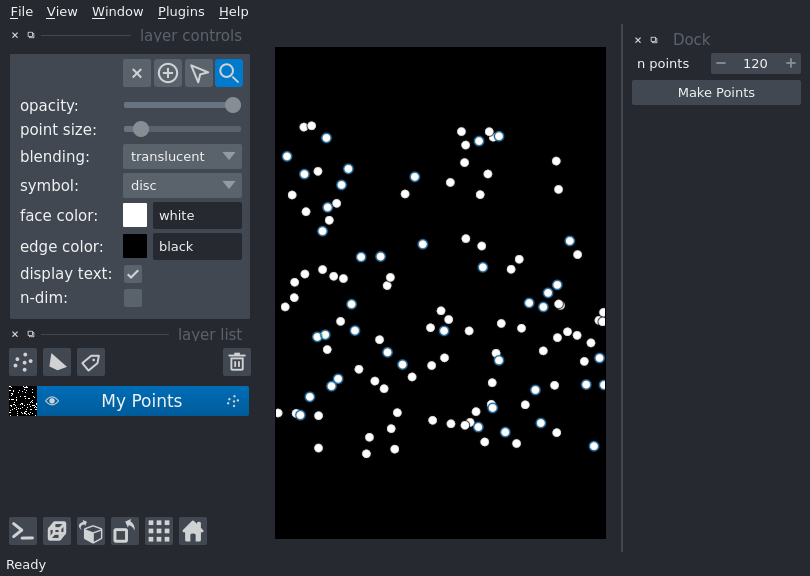 File View Window Plugins Help
layer controls
opacity:
point size:
blending: translucent
symbol: disc
face color: white
edge color: black
display text:
n-dim:
layer list
My Points
Ready
Dock
n points 120
Make Points